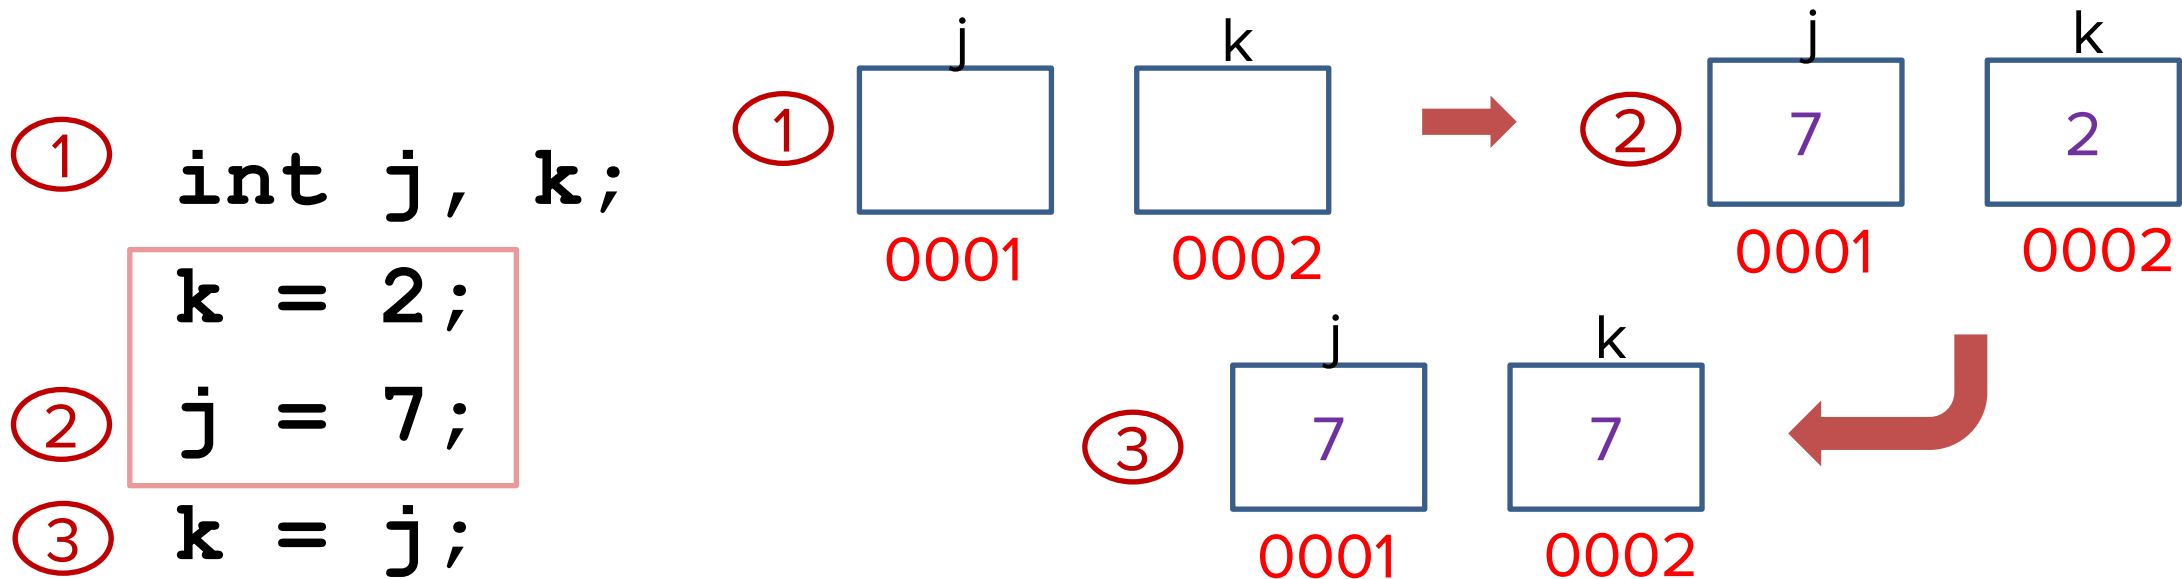 1
int j, k;
k = 2;
2
j = 7;
3
k = j;
j k
1
0001 0002
j k
2
7 2
0001 0002
j k
3
7 7
0001 0002